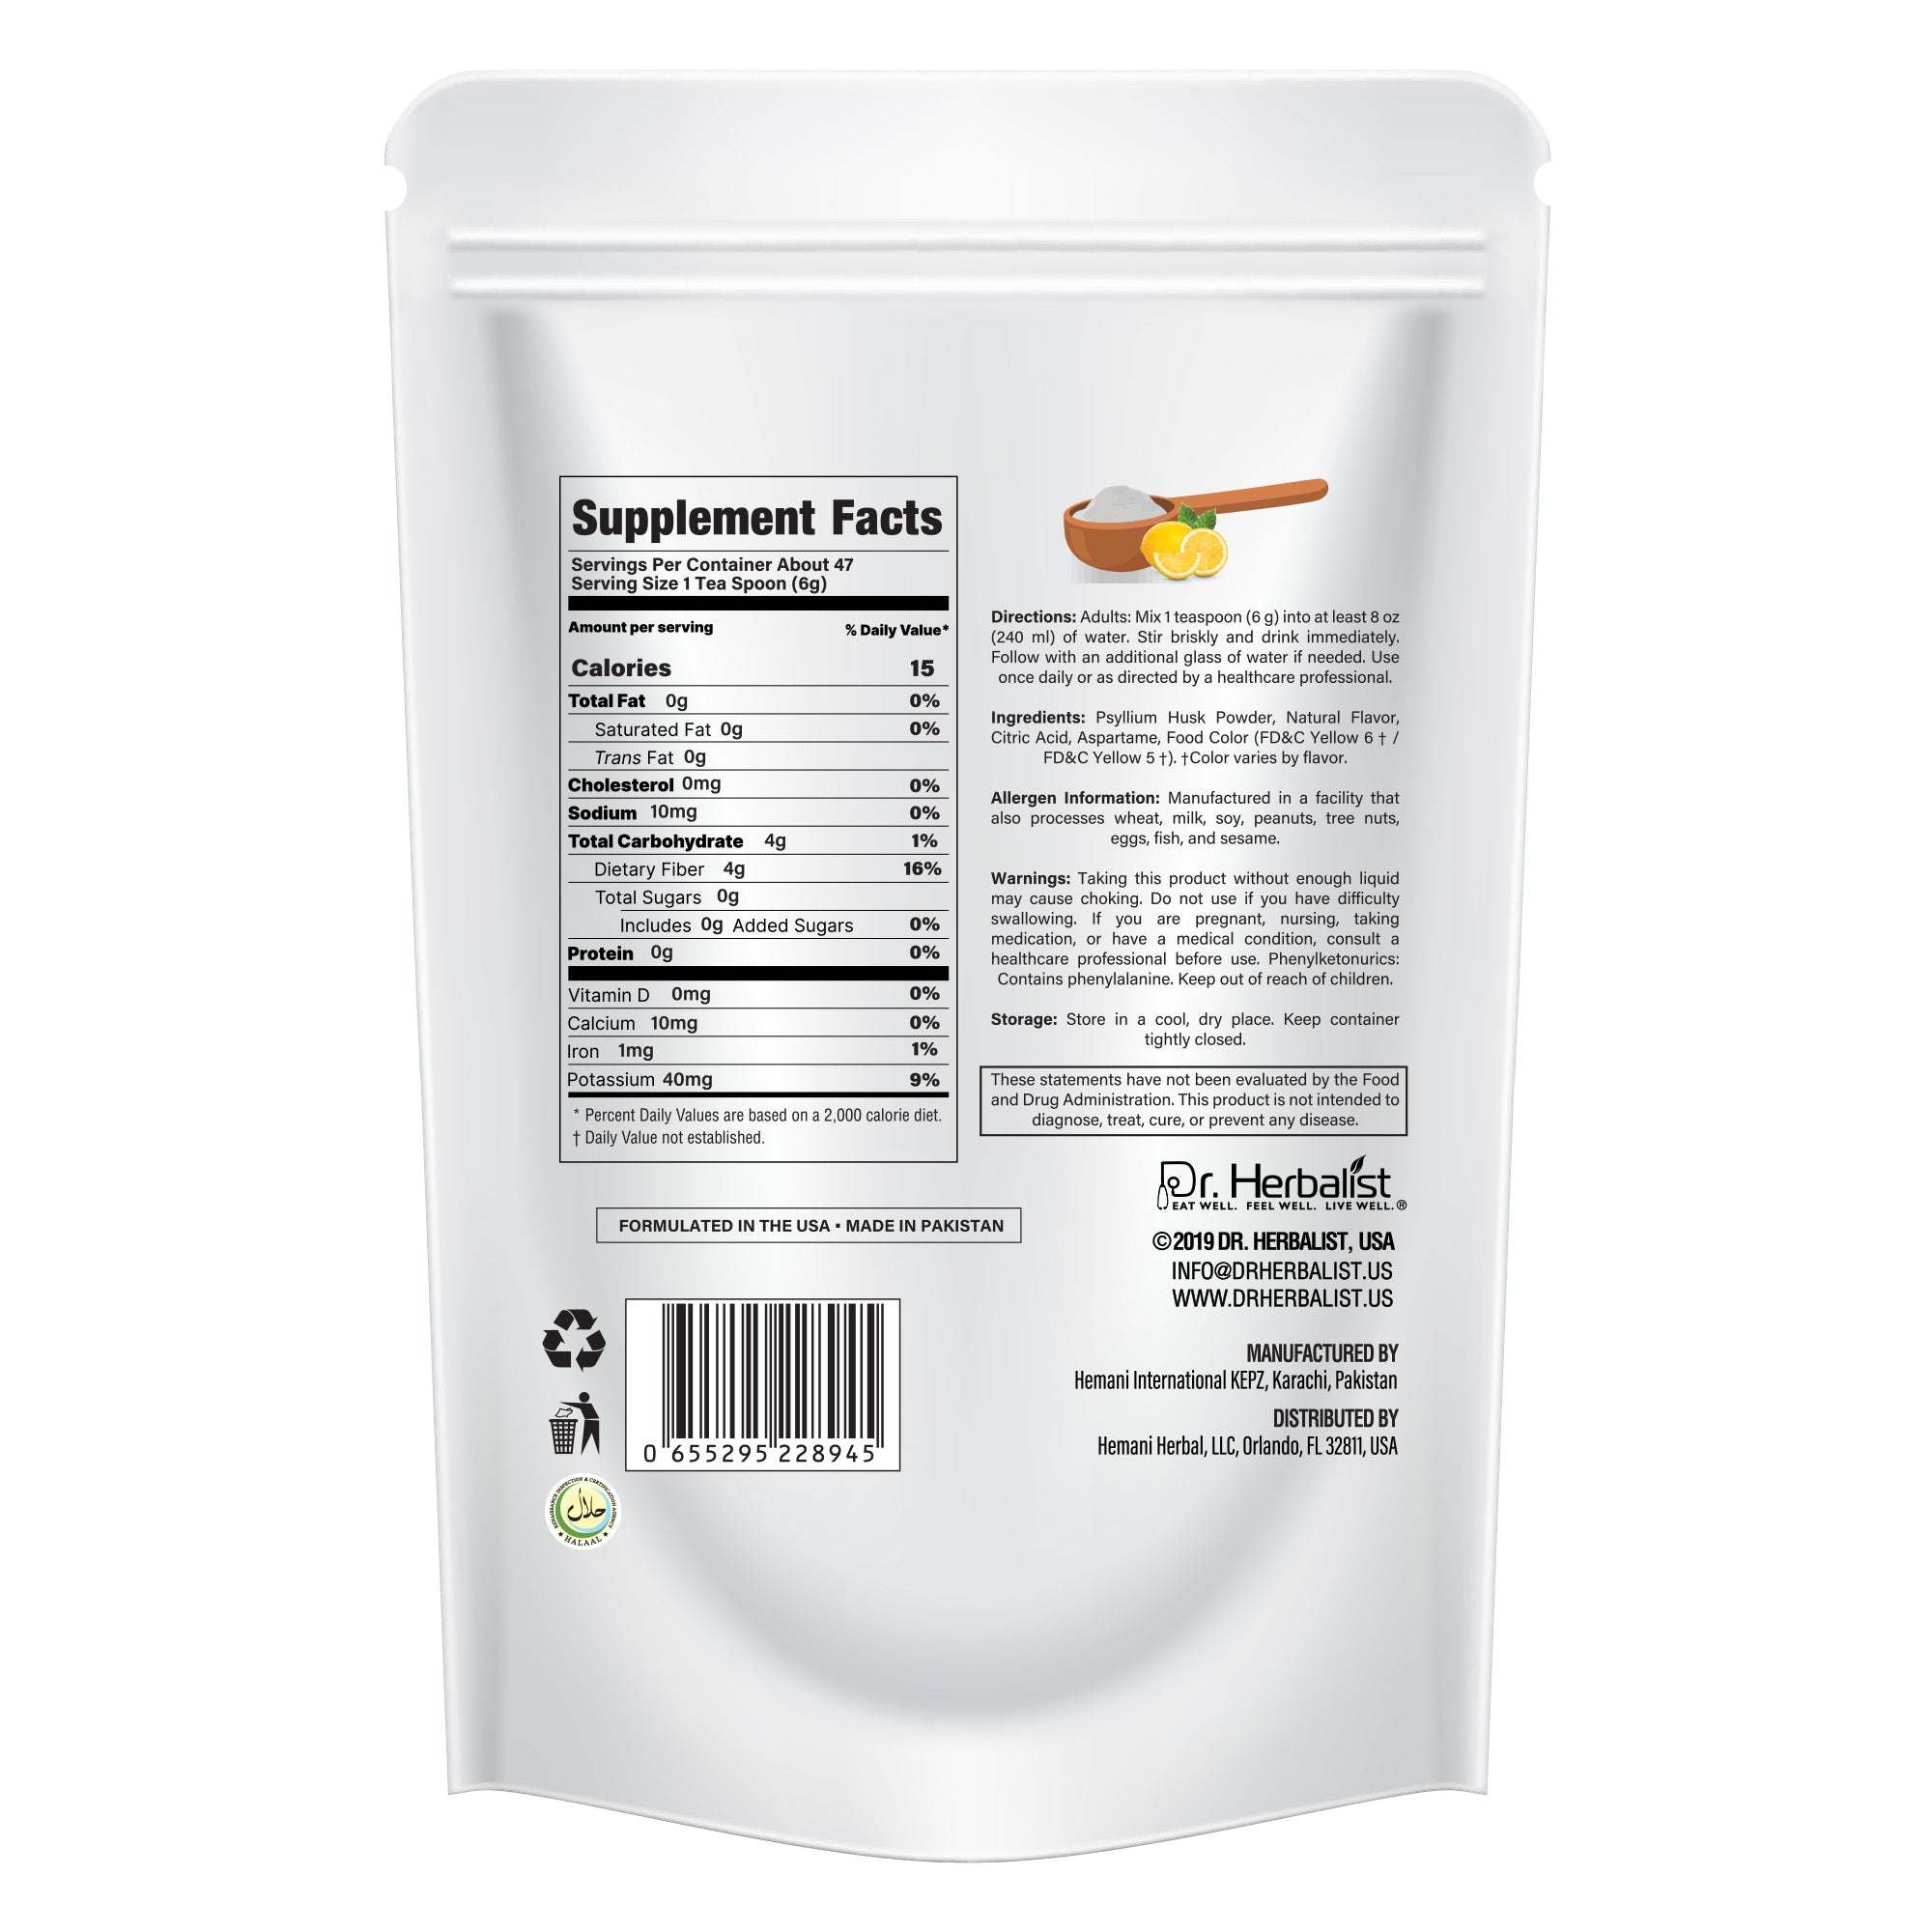 Supplement Facts
Servings Per Container About 47
Serving Size 1 Tea Spoon (6g)
Amount per serving % Daily Value*
Calories 15
Total Fat 0g 0%
Saturated Fat 0g 0%
Trans Fat 0g
Cholesterol 0mg 0%
Sodium 10mg 0%
Total Carbohydrate 4g 1%
Dietary Fiber 4g 16%
Total Sugars 0g
Includes 0g Added Sugars 0%
Protein 0g 0%
Vitamin D 0mg 0%
Calcium 10mg 0%
Iron 1mg 1%
Potassium 40mg 9%
* Percent Daily Values are based on a 2,000 calorie diet.
† Daily Value not established.
FORMULATED IN THE USA ▪ MADE IN PAKISTAN
0 655295 228945
RENAISSANCE INSPECTION & CERTIFICATION AGENCY
حلال
★ HALAAL ★
Directions: Adults: Mix 1 teaspoon (6 g) into at least 8 oz
(240 ml) of water. Stir briskly and drink immediately.
Follow with an additional glass of water if needed. Use
once daily or as directed by a healthcare professional.
Ingredients: Psyllium Husk Powder, Natural Flavor,
Citric Acid, Aspartame, Food Color (FD&C Yellow 6 † /
FD&C Yellow 5 †). †Color varies by flavor.
Allergen Information: Manufactured in a facility that
also processes wheat, milk, soy, peanuts, tree nuts,
eggs, fish, and sesame.
Warnings: Taking this product without enough liquid
may cause choking. Do not use if you have difficulty
swallowing. If you are pregnant, nursing, taking
medication, or have a medical condition, consult a
healthcare professional before use. Phenylketonurics:
Contains phenylalanine. Keep out of reach of children.
Storage: Store in a cool, dry place. Keep container
tightly closed.
These statements have not been evaluated by the Food
and Drug Administration. This product is not intended to
diagnose, treat, cure, or prevent any disease.
Dr. Herbalist
EAT WELL. FEEL WELL. LIVE WELL.®
©2019 DR. HERBALIST, USA
INFO@DRHERBALIST.US
WWW.DRHERBALIST.US
MANUFACTURED BY
Hemani International KEPZ, Karachi, Pakistan
DISTRIBUTED BY
Hemani Herbal, LLC, Orlando, FL 32811, USA